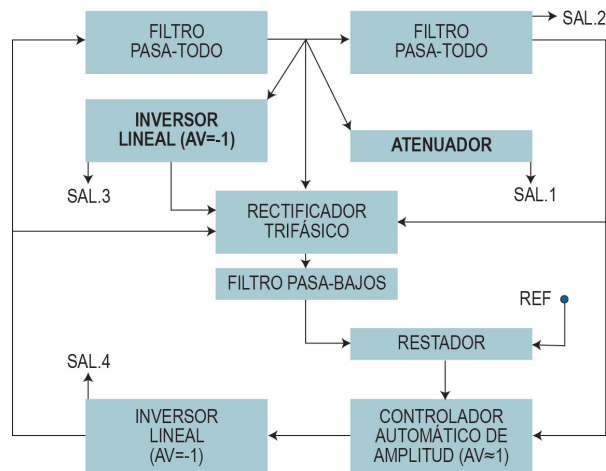 FILTRO
PASA-TODO
FILTRO
PASA-TODO
SAL.2
INVERSOR
LINEAL (AV=-1)
ATENUADOR
SAL.3
SAL.1
RECTIFICADOR
TRIFÁSICO
FILTRO PASA-BAJOS
REF
RESTADOR
SAL.4
INVERSOR
LINEAL
(AV=-1)
CONTROLADOR
AUTOMÁTICO DE
AMPLITUD (AV≈1)